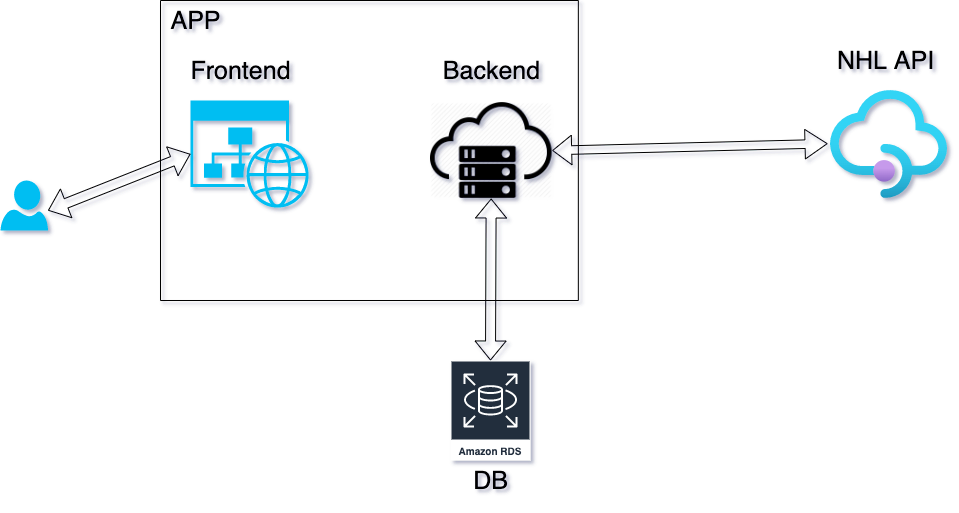 APP
Frontend
Backend
NHL API
Amazon RDS
DB